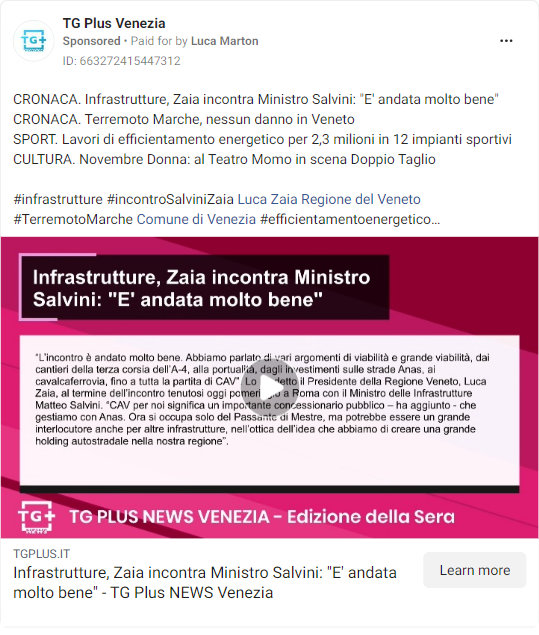 TG Plus Venezia
Sponsored • Paid for by Luca Marton
ID: 663272415447312
CRONACA. Infrastrutture, Zaia incontra Ministro Salvini: "E' andata molto bene"
CRONACA. Terremoto Marche, nessun danno in Veneto
SPORT. Lavori di efficientamento energetico per 2,3 milioni in 12 impianti sportivi
CULTURA. Novembre Donna: al Teatro Momo in scena Doppio Taglio
#infrastrutture #incontroSalviniZaia Luca Zaia Regione del Veneto
#TerremotoMarche Comune di Venezia #efficientamentoenergetico…
Infrastrutture, Zaia incontra Ministro
Salvini: "E' andata molto bene"
"L'incontro è andato molto bene. Abbiamo parlato di vari argomenti di viabilità e grande viabilità, dai
cantieri della terza corsia dell'A-4, alla portualità, dagli investimenti sulle strade Anas, ai
cavalcaferrovia, fino a tutta la partita di CAV". Lo detto il Presidente della Regione Veneto, Luca
Zaia, al termine dell'incontro tenutosi oggi pomeriggio a Roma con il Ministro delle Infrastrutture
Matteo Salvini. "CAV per noi significa un importante concessionario pubblico – ha aggiunto - che
gestiamo con Anas. Ora si occupa solo del Passante di Mestre, ma potrebbe essere un grande
interlocutore anche per altre infrastrutture, nell'ottica dell'idea che abbiamo di creare una grande
holding autostradale nella nostra regione".
TG+
NEWS
TG PLUS NEWS VENEZIA – Edizione della Sera
TGPLUS.IT
Infrastrutture, Zaia incontra Ministro Salvini: "E' andata
molto bene" - TG Plus NEWS Venezia
Learn more